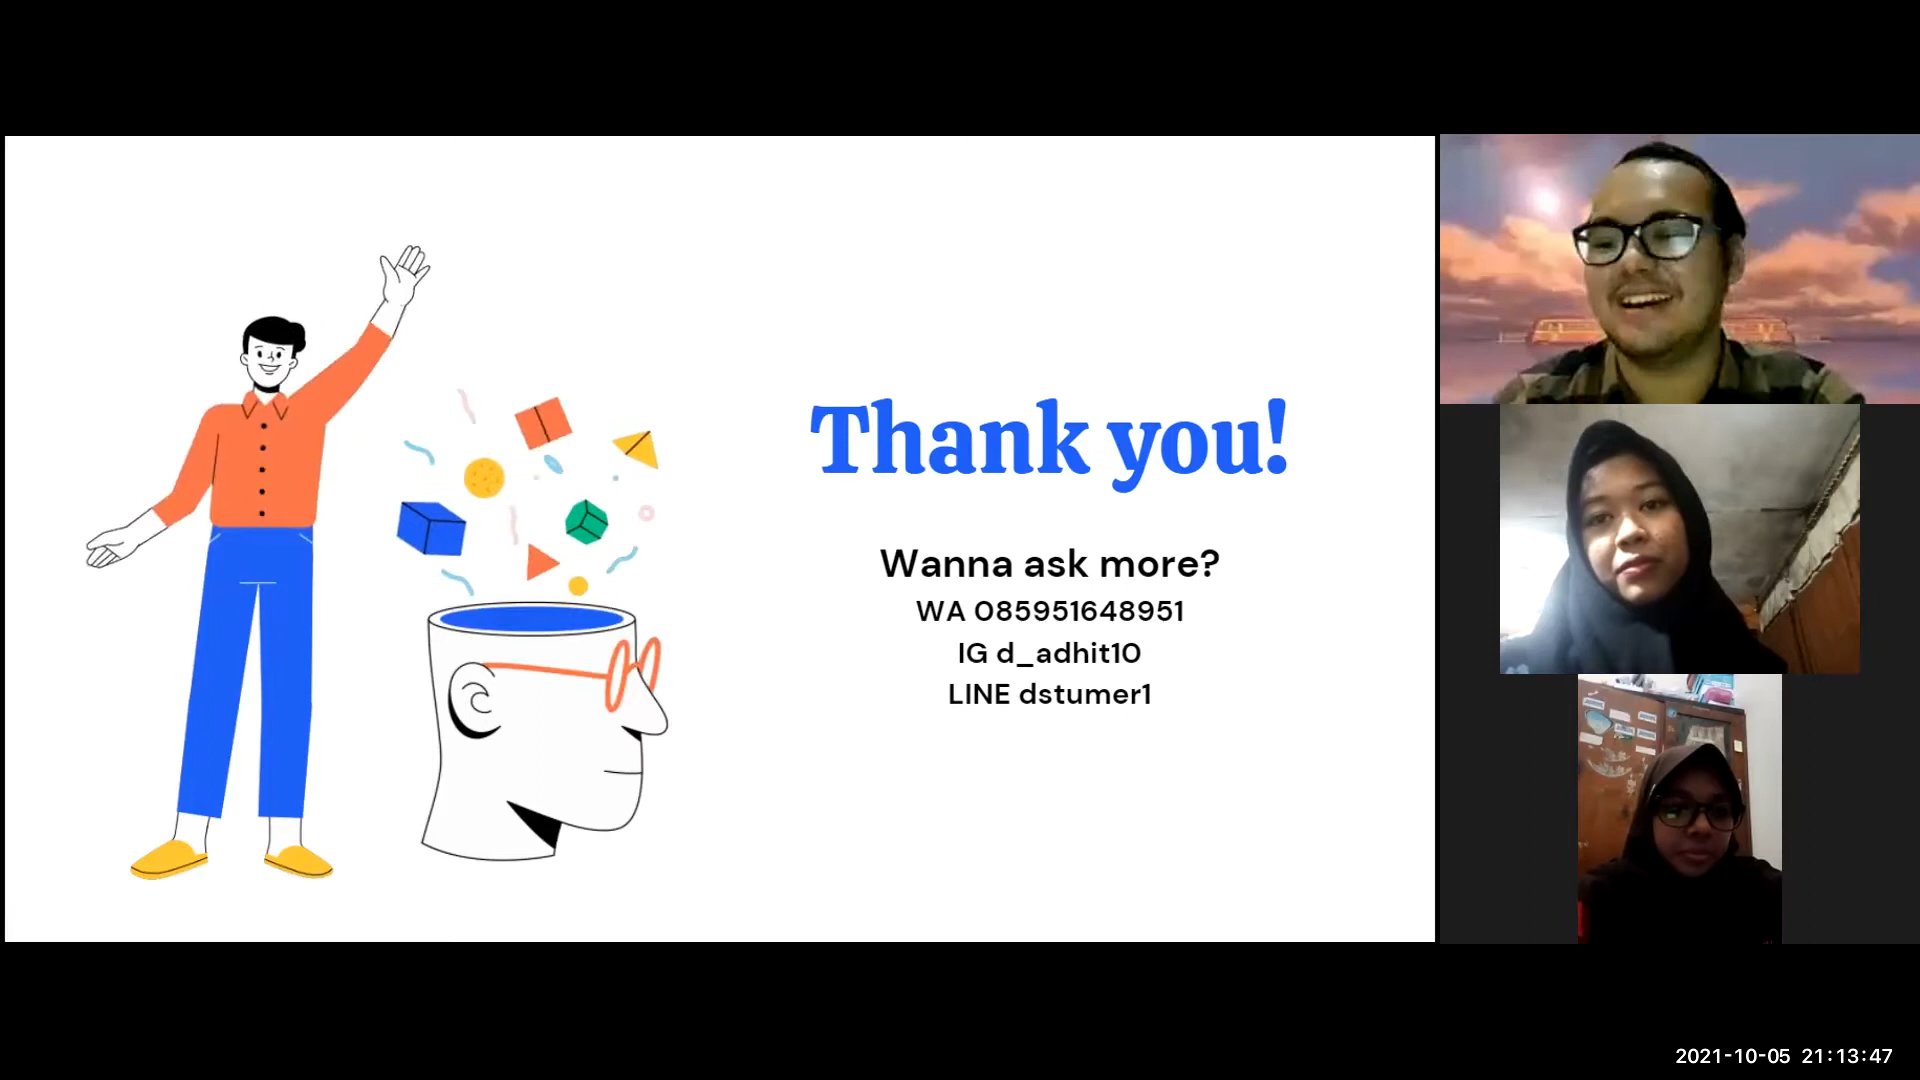 Thank you!
Wanna ask more?
WA 085951648951
IG d_adhit10
LINE dstumer1
2021-10-05 21:13:47